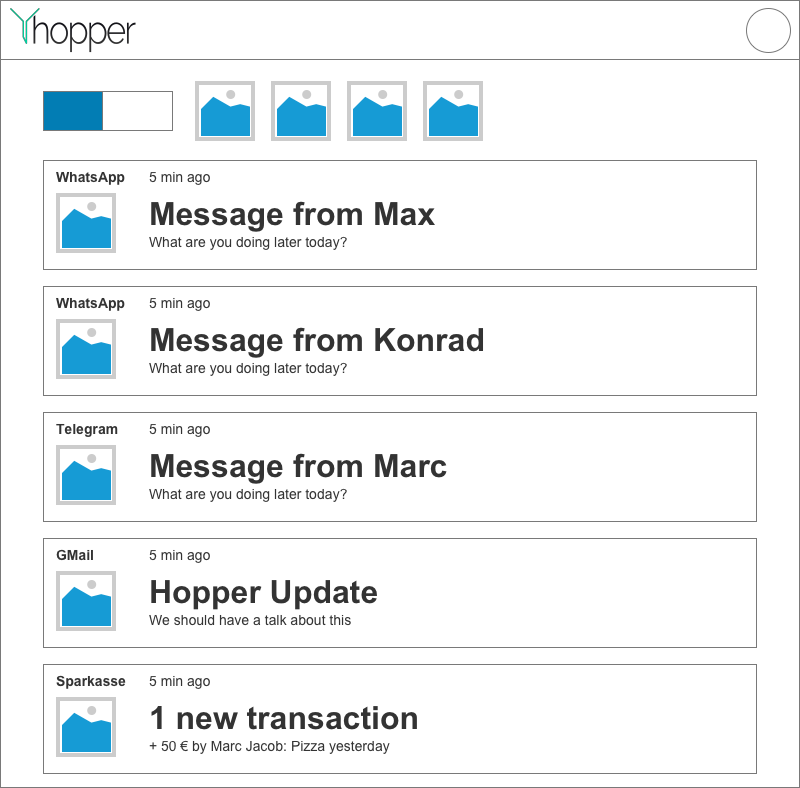 hopper
WhatsApp 5 min ago
Message from Max
What are you doing later today?
WhatsApp 5 min ago
Message from Konrad
What are you doing later today?
Telegram 5 min ago
Message from Marc
What are you doing later today?
GMail 5 min ago
Hopper Update
We should have a talk about this
Sparkasse 5 min ago
1 new transaction
+ 50 € by Marc Jacob: Pizza yesterday